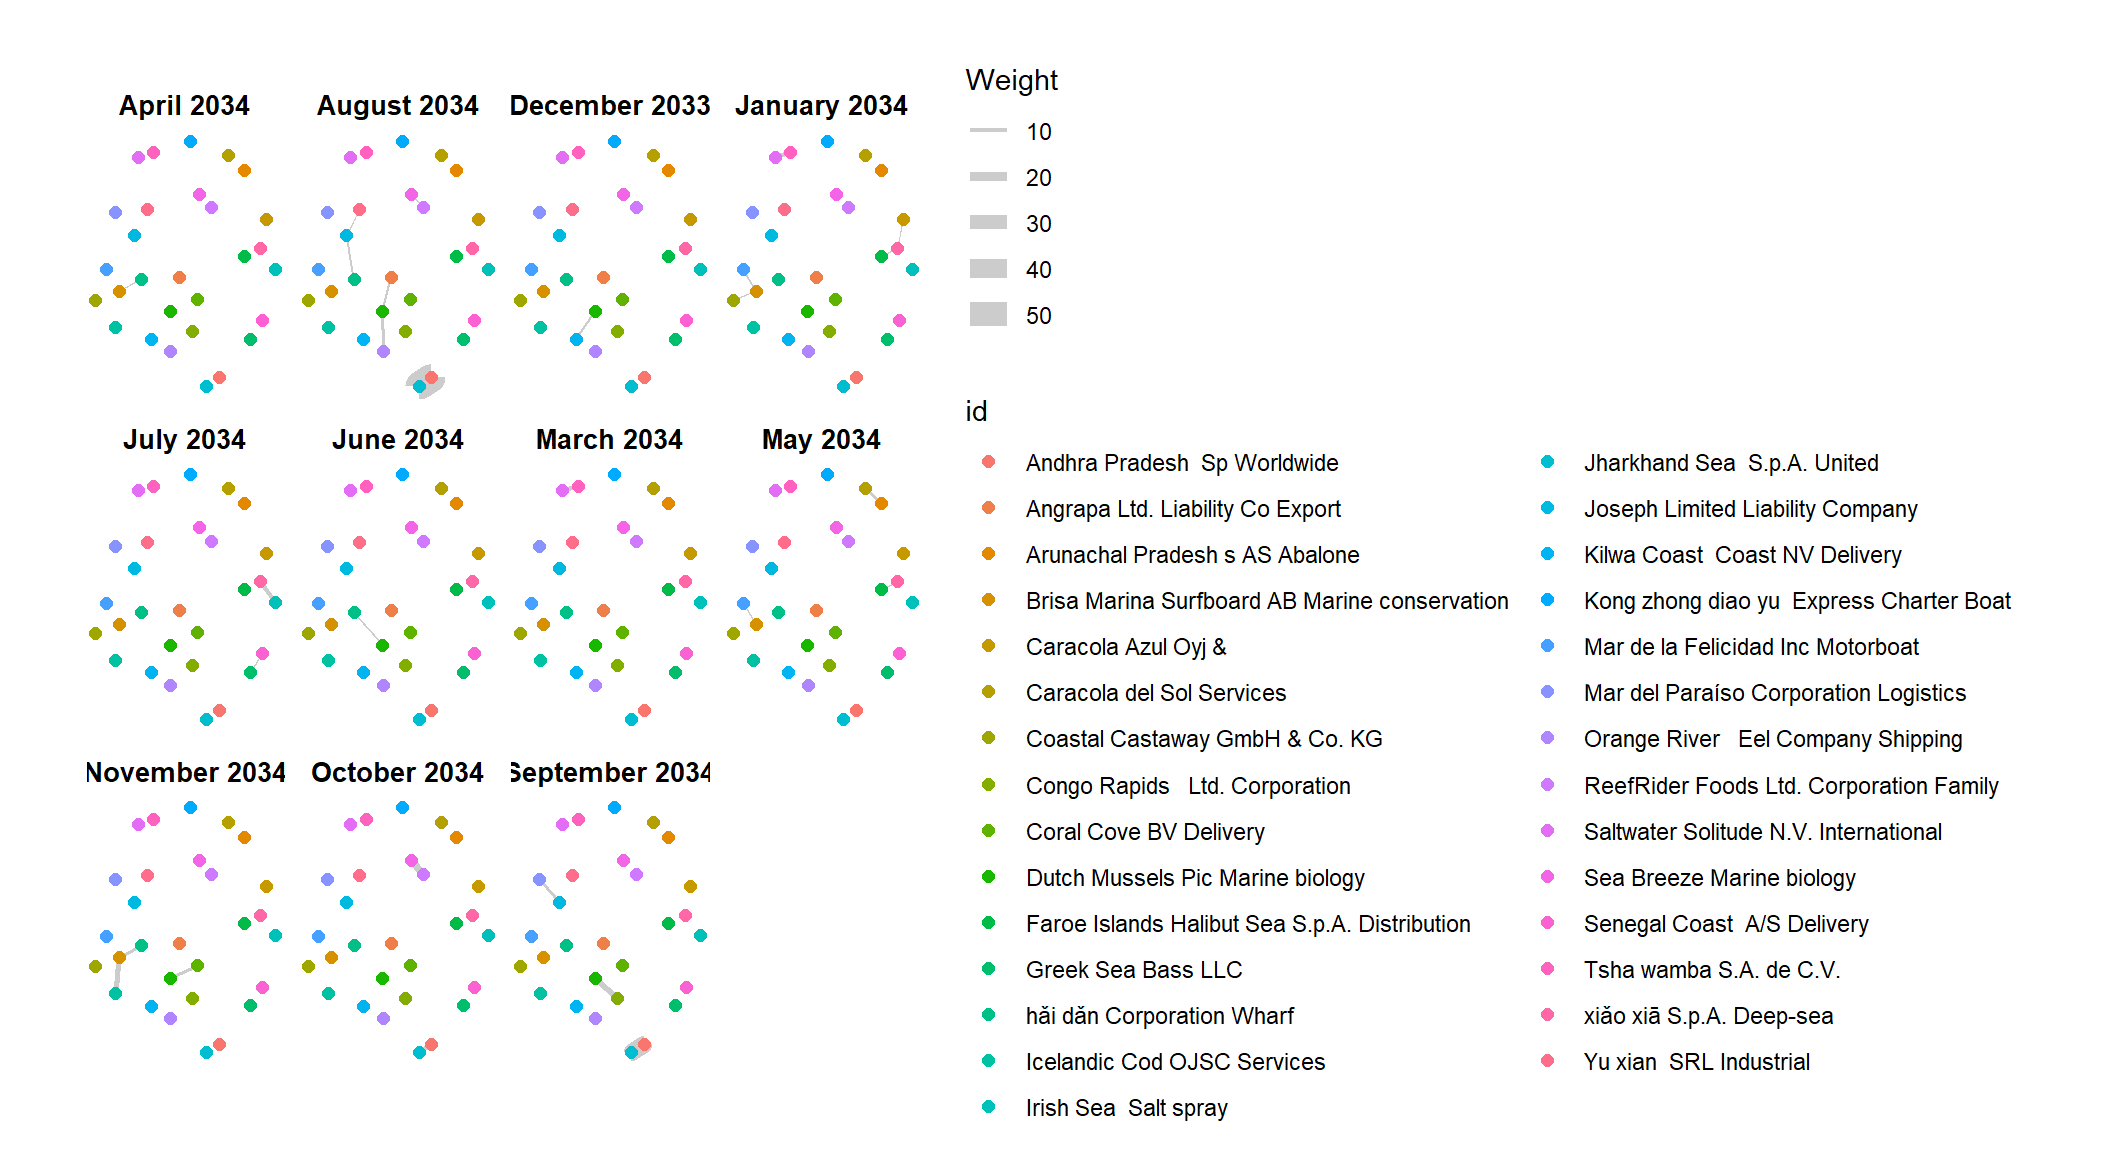 April 2034
August 2034
December 2033
January 2034
July 2034
June 2034
March 2034
May 2034
November 2034
October 2034
September 2034
Weight
10
20
30
40
50
id
Andhra Pradesh  Sp Worldwide
Angrapa Ltd. Liability Co Export
Arunachal Pradesh s AS Abalone
Brisa Marina Surfboard AB Marine conservation
Caracola Azul Oyj &
Caracola del Sol Services
Coastal Castaway GmbH & Co. KG
Congo Rapids   Ltd. Corporation
Coral Cove BV Delivery
Dutch Mussels Pic Marine biology
Faroe Islands Halibut Sea S.p.A. Distribution
Greek Sea Bass LLC
hǎi dǎn Corporation Wharf
Icelandic Cod OJSC Services
Irish Sea  Salt spray
Jharkhand Sea  S.p.A. United
Joseph Limited Liability Company
Kilwa Coast  Coast NV Delivery
Kong zhong diao yu  Express Charter Boat
Mar de la Felicidad Inc Motorboat
Mar del Paraíso Corporation Logistics
Orange River   Eel Company Shipping
ReefRider Foods Ltd. Corporation Family
Saltwater Solitude N.V. International
Sea Breeze Marine biology
Senegal Coast  A/S Delivery
Tsha wamba S.A. de C.V.
xiǎo xiā S.p.A. Deep-sea
Yu xian  SRL Industrial